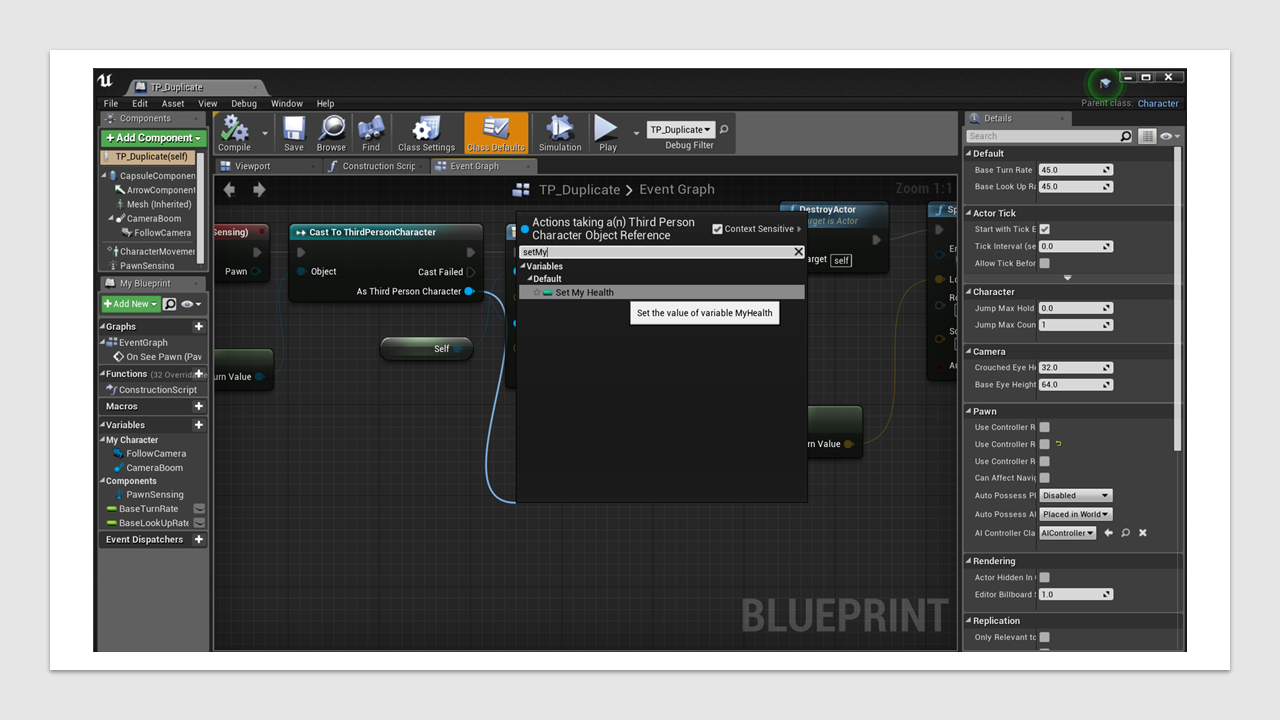 TP_Duplicate
File Edit Asset View Debug Window Help
Parent class: Character
Components
+ Add Component
TP_Duplicate(self)
CapsuleComponen
ArrowComponent
Mesh (Inherited)
CameraBoom
FollowCamera
CharacterMovemen
PawnSensing
My Blueprint
+ Add New
Graphs
EventGraph
On See Pawn (Paw
Functions (32 Overrida
ConstructionScript
Macros
Variables
My Character
FollowCamera
CameraBoom
Components
PawnSensing
BaseTurnRate
BaseLookUpRate
Event Dispatchers
Compile
Save
Browse
Find
Class Settings
Class Defaults
Simulation
Play
TP_Duplicate
Debug Filter
Viewport
Construction Scrip
Event Graph
TP_Duplicate > Event Graph
Zoom 1:1
Sensing)
Pawn
Cast To ThirdPersonCharacter
Object
Cast Failed
As Third Person Character
Self
urn Value
DestroyActor
arget is Actor
arget self
rn Value
Actions taking a(n) Third Person
Character Object Reference
Context Sensitive
setMy
Variables
Default
Set My Health
Set the value of variable MyHealth
BLUEPRINT
Details
Search
Default
Base Turn Rate 45.0
Base Look Up Ra 45.0
Actor Tick
Start with Tick E
Tick Interval (se 0.0
Allow Tick Befor
Character
Jump Max Hold 0.0
Jump Max Coun 1
Camera
Crouched Eye H 32.0
Base Eye Height 64.0
Pawn
Use Controller R
Use Controller R
Use Controller R
Can Affect Navig
Auto Possess Pl Disabled
Auto Possess AI Placed in World
AI Controller Cla AIController
Rendering
Actor Hidden In
Editor Billboard 1.0
Replication
Only Relevant to